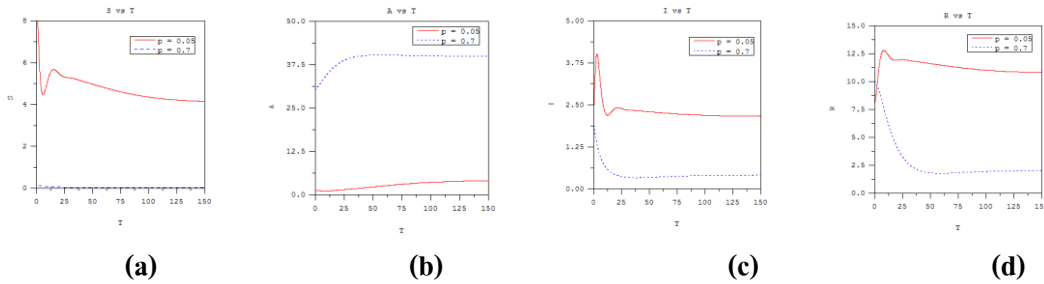 S vs T
8
6
4
2
0
S
0 25 50 75 100 125 150
T
p = 0.05
p = 0.7
(a)
A vs T
50.0
37.5
25.0
12.5
0.0
A
0 25 50 75 100 125 150
T
p = 0.05
p = 0.7
(b)
I vs T
5.00
3.75
2.50
1.25
0.00
I
0 25 50 75 100 125 150
T
p = 0.05
p = 0.7
(c)
R vs T
15.0
12.5
10.0
7.5
5.0
2.5
0.0
R
0 25 50 75 100 125 150
T
p = 0.05
p = 0.7
(d)